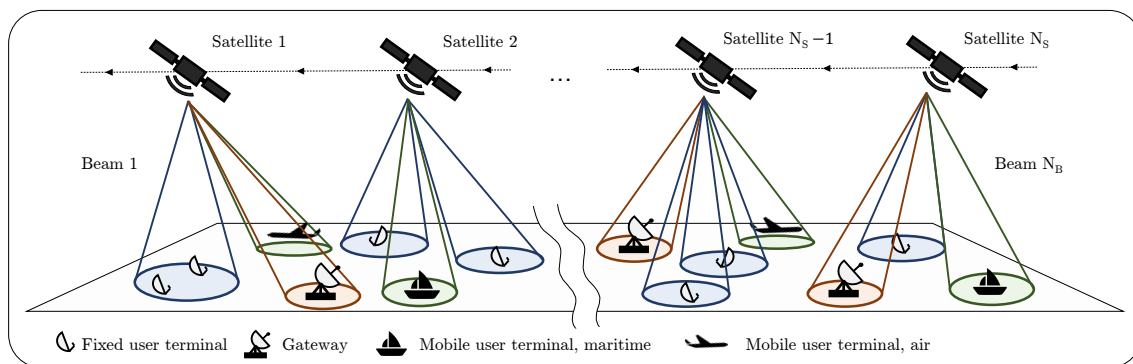 Satellite 1
Satellite 2
...
Satellite N_S−1
Satellite N_S
Beam 1
Beam N_B
Fixed user terminal
Gateway
Mobile user terminal, maritime
Mobile user terminal, air